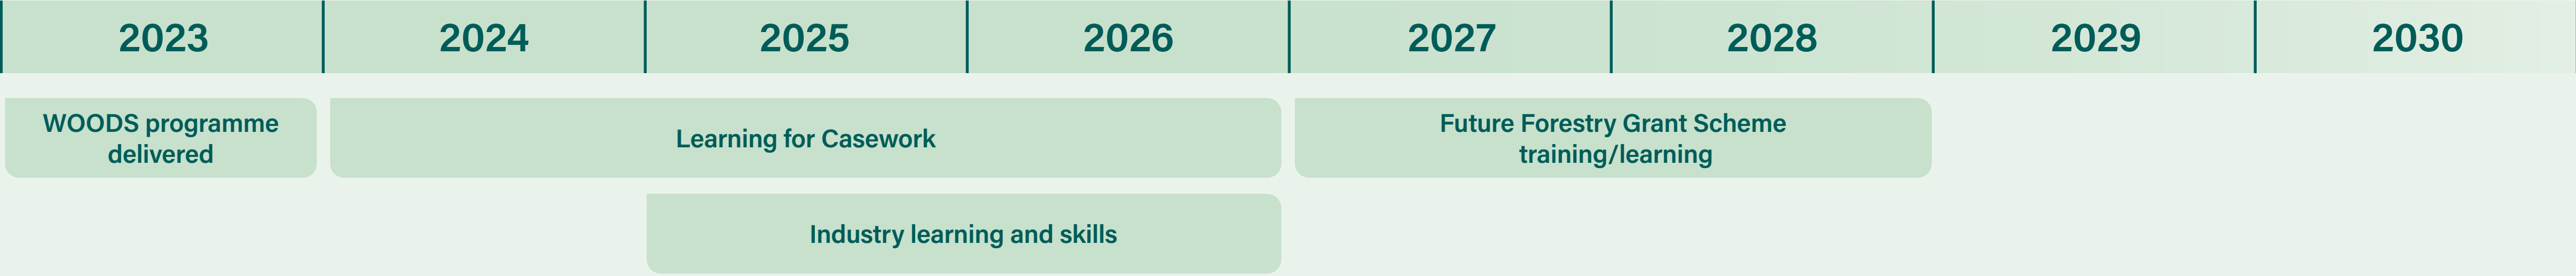 2023 2024 2025 2026 2027 2028 2029 2030
WOODS programme
delivered
Learning for Casework
Future Forestry Grant Scheme
training/learning
Industry learning and skills